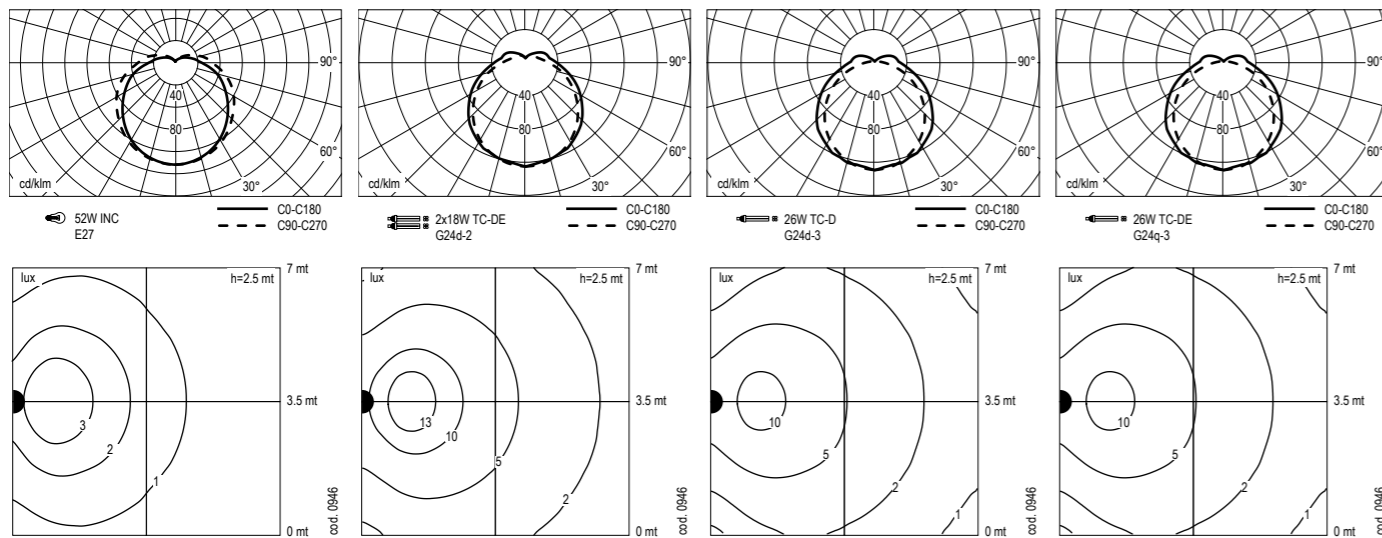 90°
40
80
60°
30°
cd/klm
52W INC
E27
C0-C180
C90-C270
90°
40
80
60°
30°
cd/klm
2x18W TC-DE
G24d-2
C0-C180
C90-C270
90°
40
80
60°
30°
cd/klm
26W TC-D
G24d-3
C0-C180
C90-C270
90°
40
80
60°
30°
cd/klm
26W TC-DE
G24q-3
C0-C180
C90-C270
lux
h=2.5 mt
7 mt
3.5 mt
0 mt
3
2
1
cod. 0946
lux
h=2.5 mt
7 mt
3.5 mt
0 mt
13
10
5
2
cod. 0946
lux
h=2.5 mt
7 mt
3.5 mt
0 mt
10
5
2
1
cod. 0946
lux
h=2.5 mt
7 mt
3.5 mt
0 mt
10
5
2
1
cod. 0946